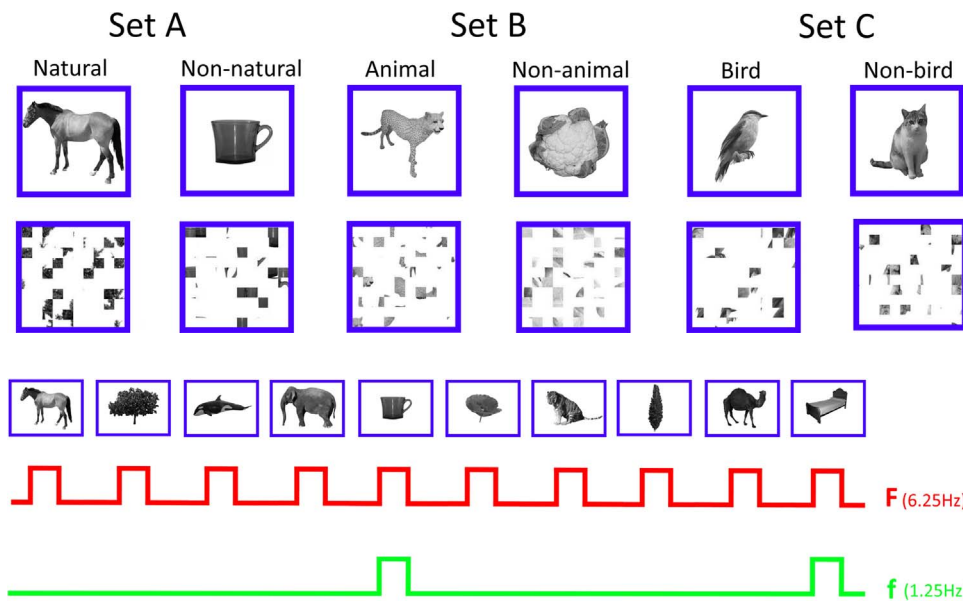 Set A Set B Set C
Natural Non-natural Animal Non-animal Bird Non-bird
F (6.25Hz)
f (1.25Hz